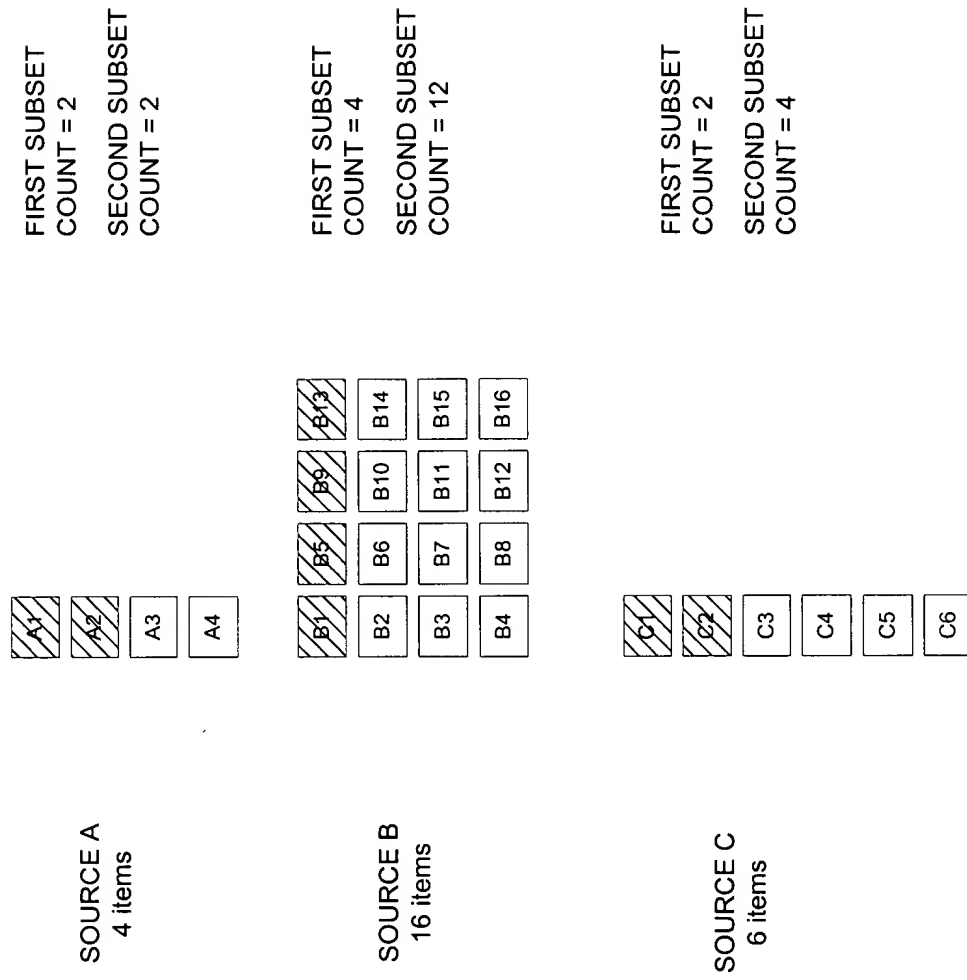 SOURCE A
4 items
A1
A2
A3
A4
FIRST SUBSET
COUNT = 2
SECOND SUBSET
COUNT = 2
SOURCE B
16 items
B1 B5 B9 B13
B2 B6 B10 B14
B3 B7 B11 B15
B4 B8 B12 B16
FIRST SUBSET
COUNT = 4
SECOND SUBSET
COUNT = 12
SOURCE C
6 items
C1
C2
C3
C4
C5
C6
FIRST SUBSET
COUNT = 2
SECOND SUBSET
COUNT = 4